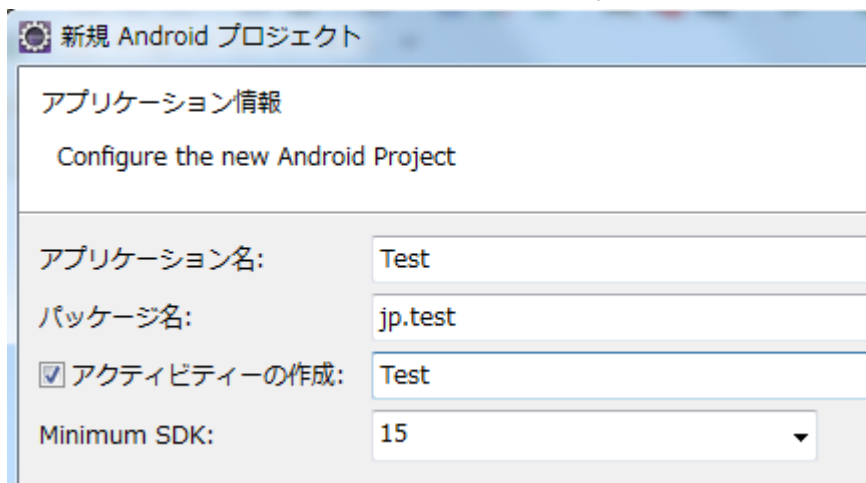 新規 Android プロジェクト
アプリケーション情報
Configure the new Android Project
アプリケーション名: Test
パッケージ名: jp.test
アクティビティーの作成: Test
Minimum SDK: 15